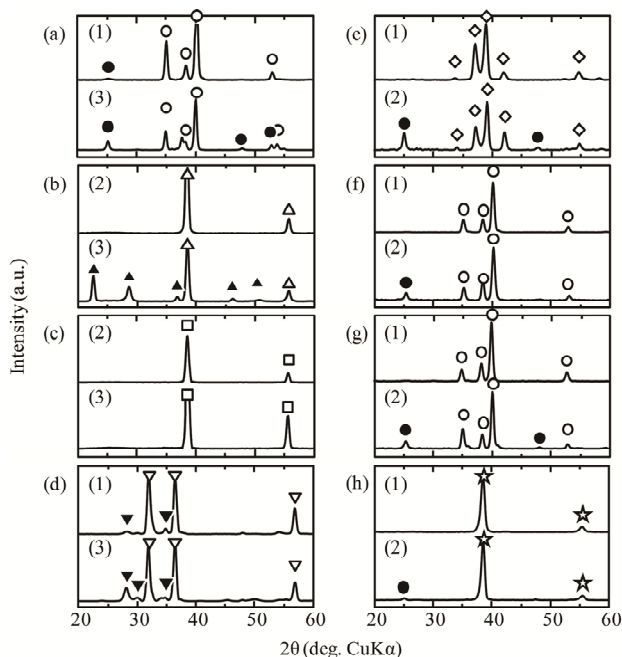 (a)
(1)
(3)
(b)
(2)
(3)
(c)
(2)
(3)
(d)
(1)
(3)
20 30 40 50 60
(e)
(1)
(2)
(f)
(1)
(2)
(g)
(1)
(2)
(h)
(1)
(2)
20 30 40 50 60
Intensity (a.u.)
2θ (deg. CuKα)